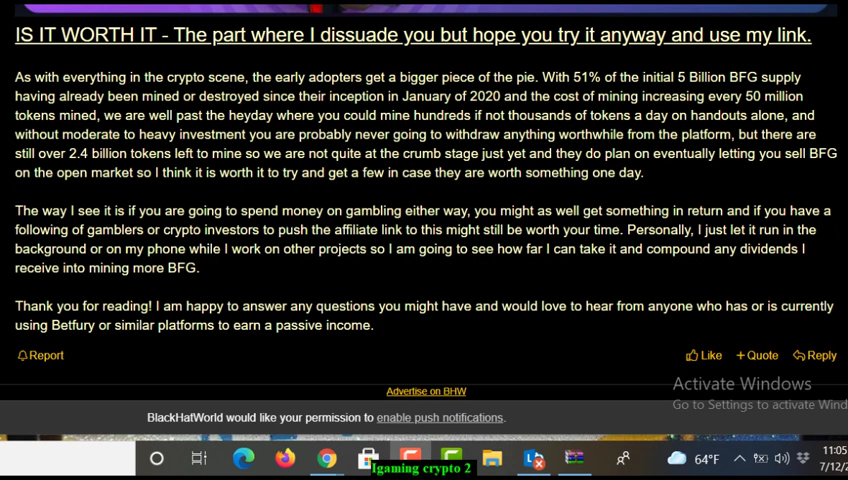 IS IT WORTH IT - The part where I dissuade you but hope you try it anyway and use my link.
As with everything in the crypto scene, the early adopters get a bigger piece of the pie. With 51% of the initial 5 Billion BFG supply
having already been mined or destroyed since their inception in January of 2020 and the cost of mining increasing every 50 million
tokens mined, we are well past the heyday where you could mine hundreds if not thousands of tokens a day on handouts alone, and
without moderate to heavy investment you are probably never going to withdraw anything worthwhile from the platform, but there are
still over 2.4 billion tokens left to mine so we are not quite at the crumb stage just yet and they do plan on eventually letting you sell BFG
on the open market so I think it is worth it to try and get a few in case they are worth something one day.
The way I see it is if you are going to spend money on gambling either way, you might as well get something in return and if you have a
following of gamblers or crypto investors to push the affiliate link to this might still be worth your time. Personally, I just let it run in the
background or on my phone while I work on other projects so I am going to see how far I can take it and compound any dividends I
receive into mining more BFG.
Thank you for reading! I am happy to answer any questions you might have and would love to hear from anyone who has or is currently
using Betfury or similar platforms to earn a passive income.
Report Like +Quote Reply
Advertise on BHW
Activate Windows
Go to Settings to activate Wind
BlackHatWorld would like your permission to enable push notifications.
64°F 11:05
7/12/2
Igaming crypto 2